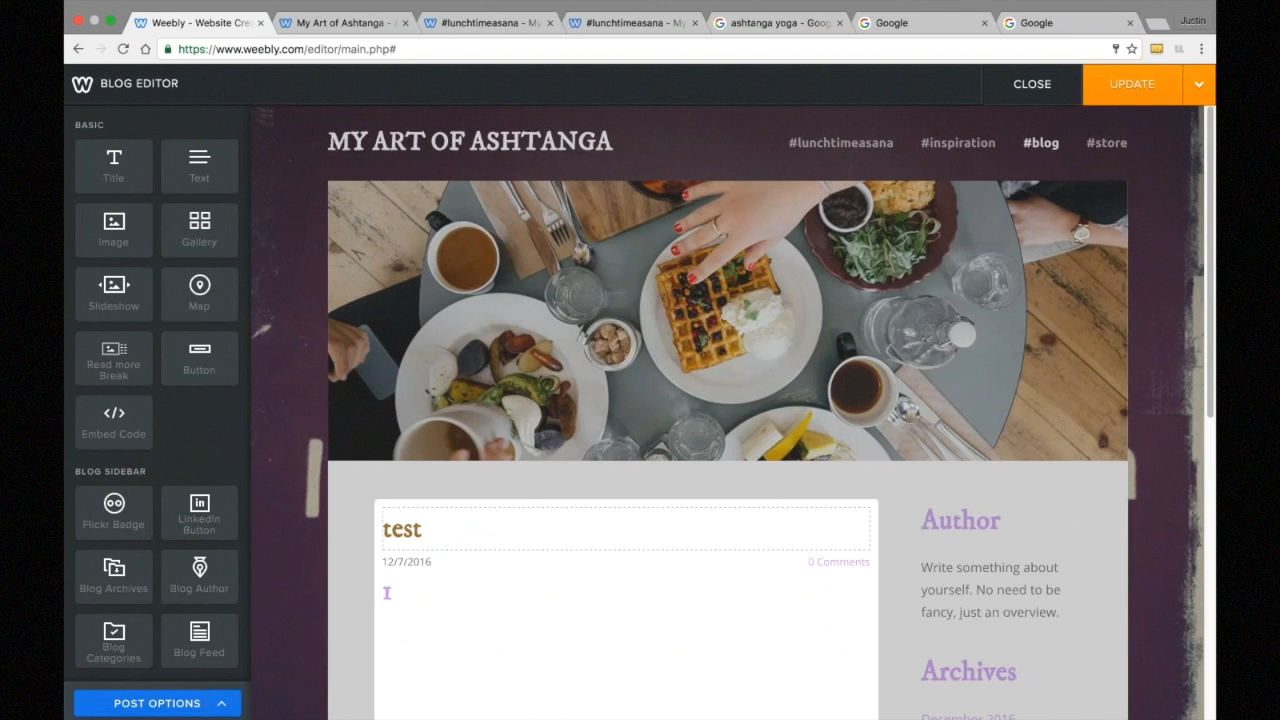 Weebly - Website Crea
My Art of Ashtanga - A
#lunchtimeasana - My
#lunchtimeasana - My
ashtanga yoga - Goog
Google
Google
Justin
https://www.weebly.com/editor/main.php#
BLOG EDITOR
CLOSE
UPDATE
BASIC
Title
Text
Image
Gallery
Slideshow
Map
Read more
Break
Button
Embed Code
BLOG SIDEBAR
Flickr Badge
LinkedIn
Button
Blog Archives
Blog Author
Blog
Categories
Blog Feed
POST OPTIONS
MY ART OF ASHTANGA
#lunchtimeasana
#inspiration
#blog
#store
test
12/7/2016
0 Comments
1
Author
Write something about
yourself. No need to be
fancy, just an overview.
Archives
December 2016